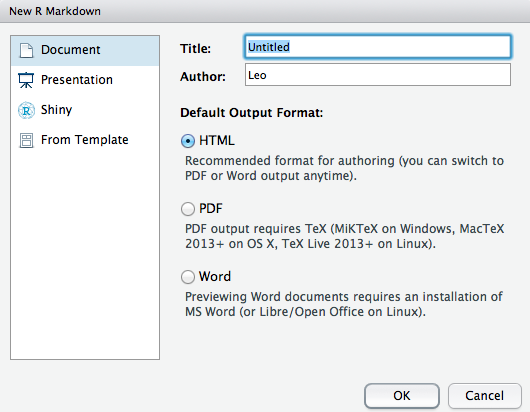 New R Markdown
Document
Presentation
Shiny
From Template
Title: Untitled
Author: Leo
Default Output Format:
HTML
Recommended format for authoring (you can switch to
PDF or Word output anytime).
PDF
PDF output requires TeX (MiKTeX on Windows, MacTeX
2013+ on OS X, TeX Live 2013+ on Linux).
Word
Previewing Word documents requires an installation of
MS Word (or Libre/Open Office on Linux).
OK Cancel